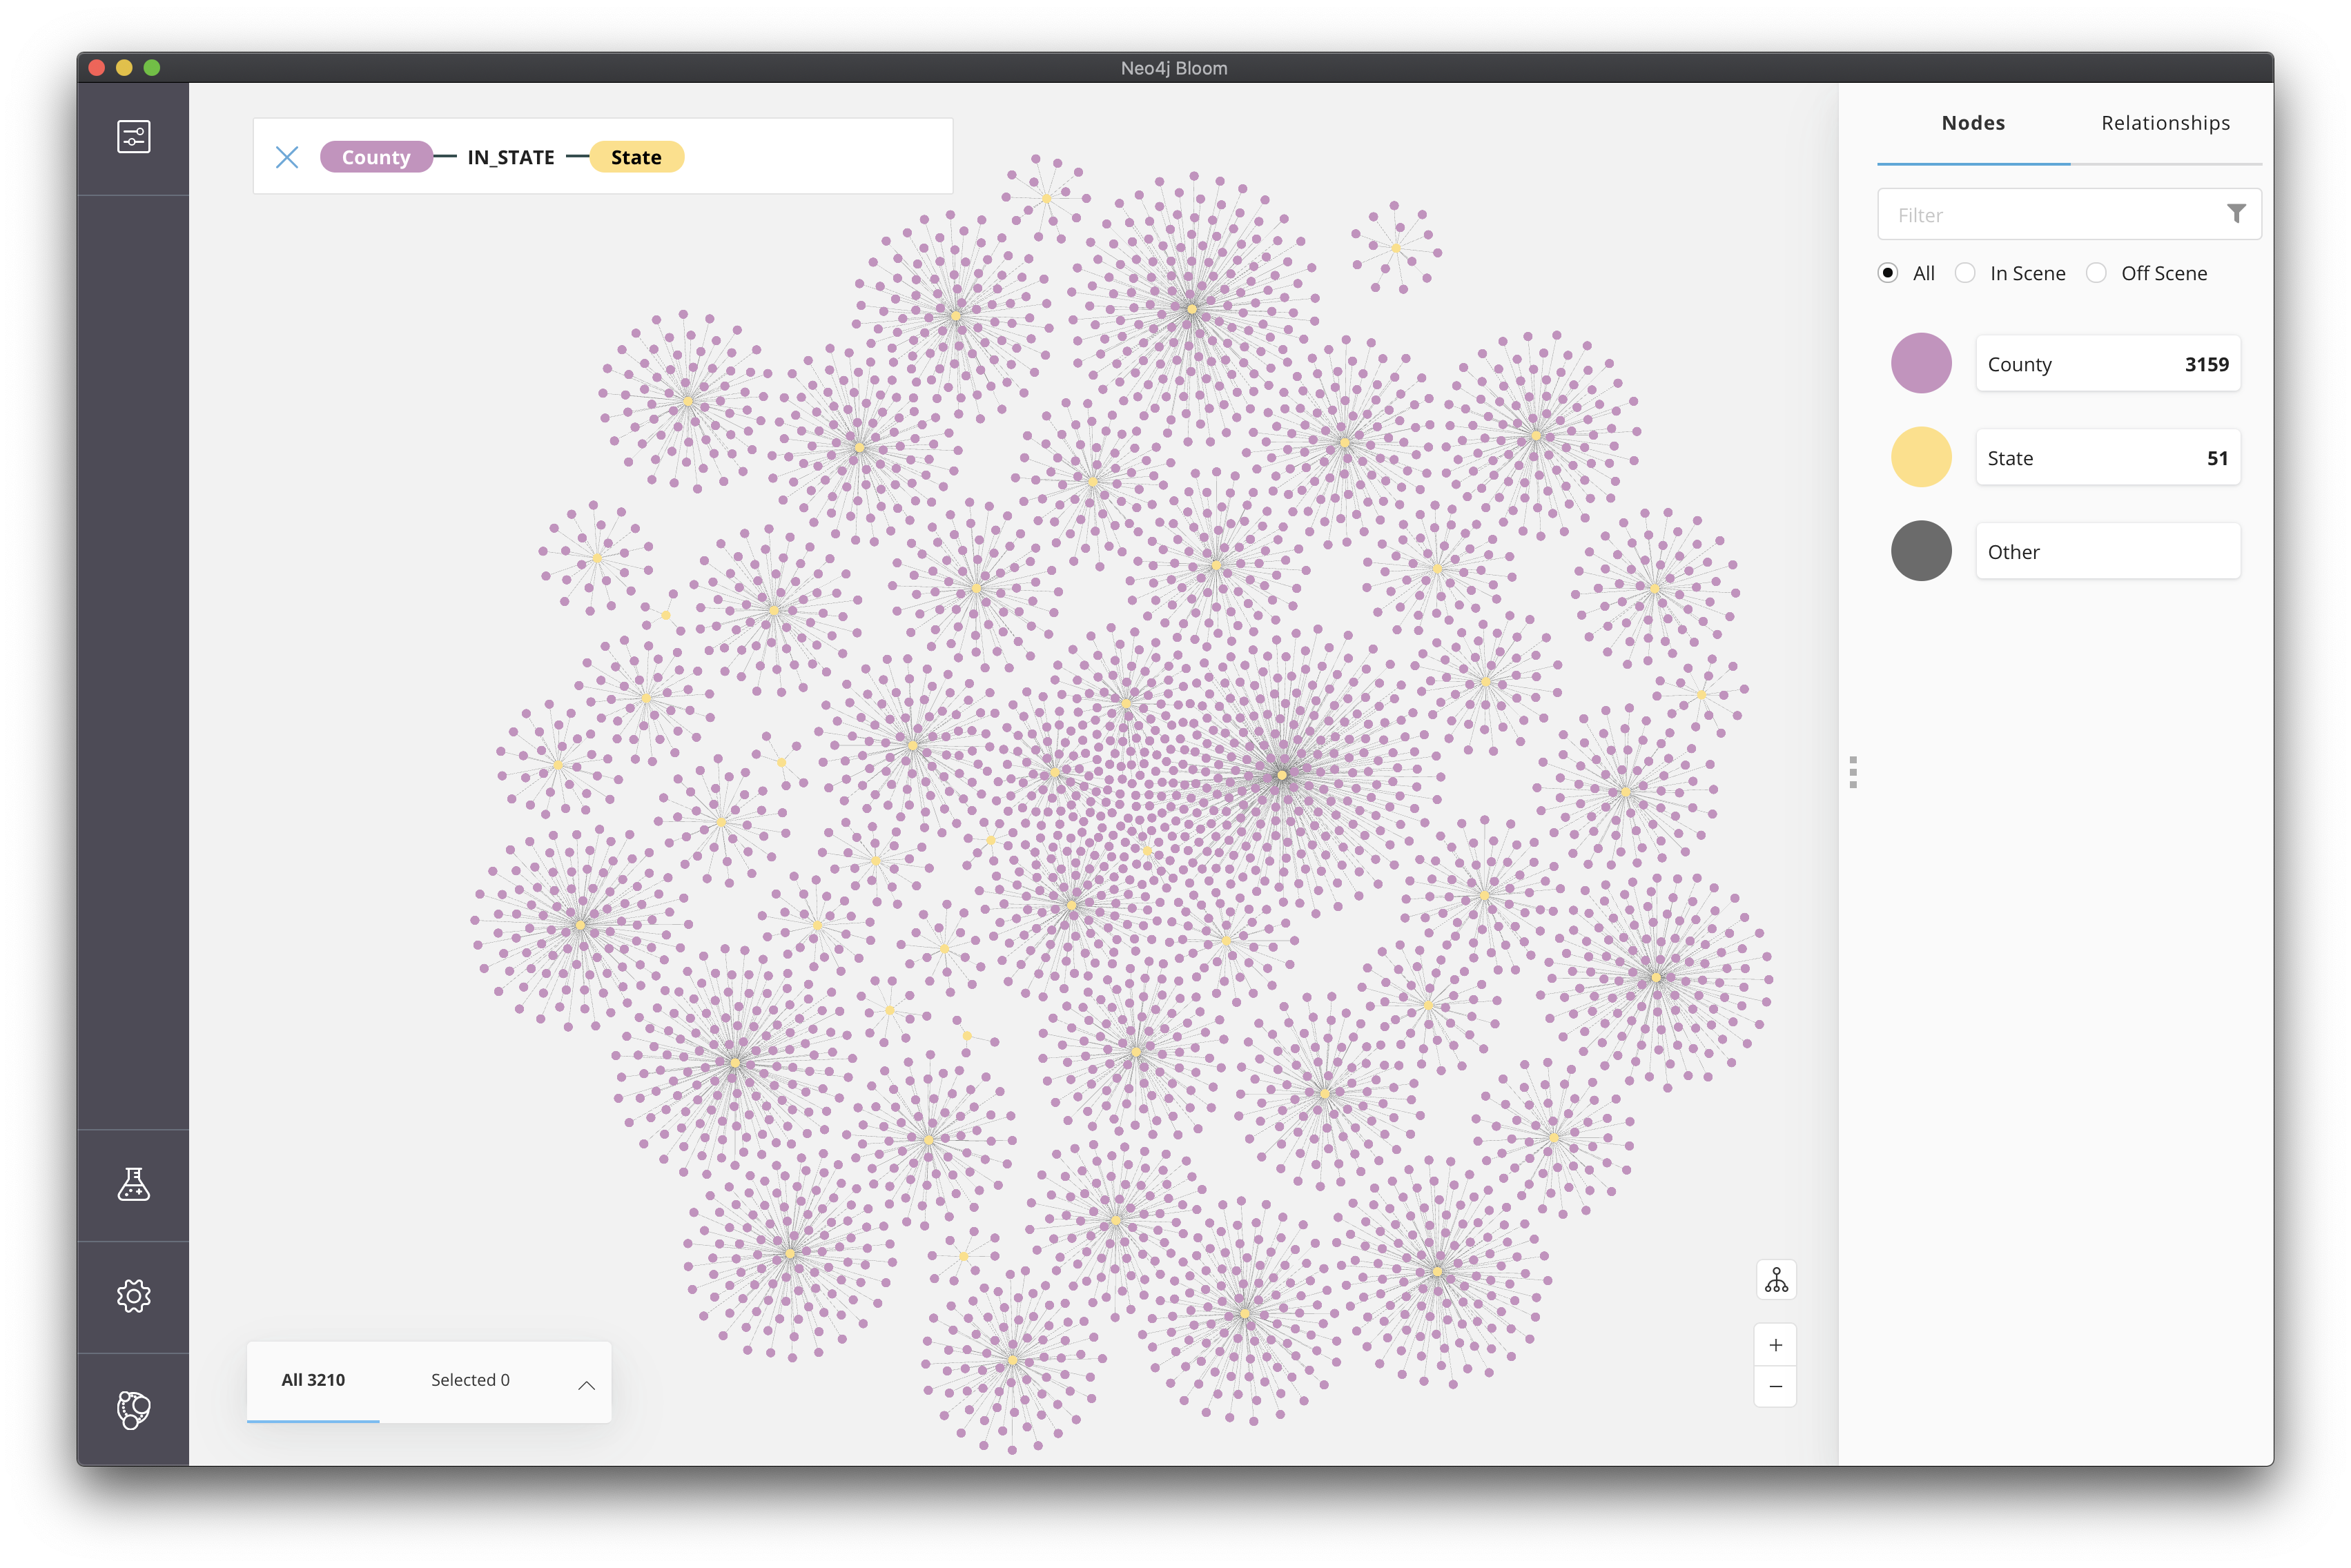 Neo4j Bloom
County IN_STATE State
Nodes Relationships
Filter
All In Scene Off Scene
County 3159
State 51
Other
All 3210 Selected 0